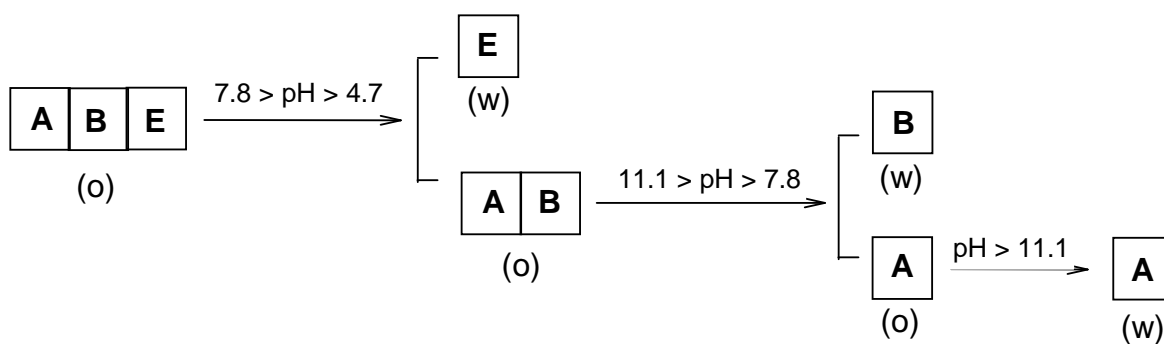 A B E
(o)
7.8 > pH > 4.7
E
(w)
A B
(o)
11.1 > pH > 7.8
B
(w)
A
(o)
pH > 11.1
A
(w)